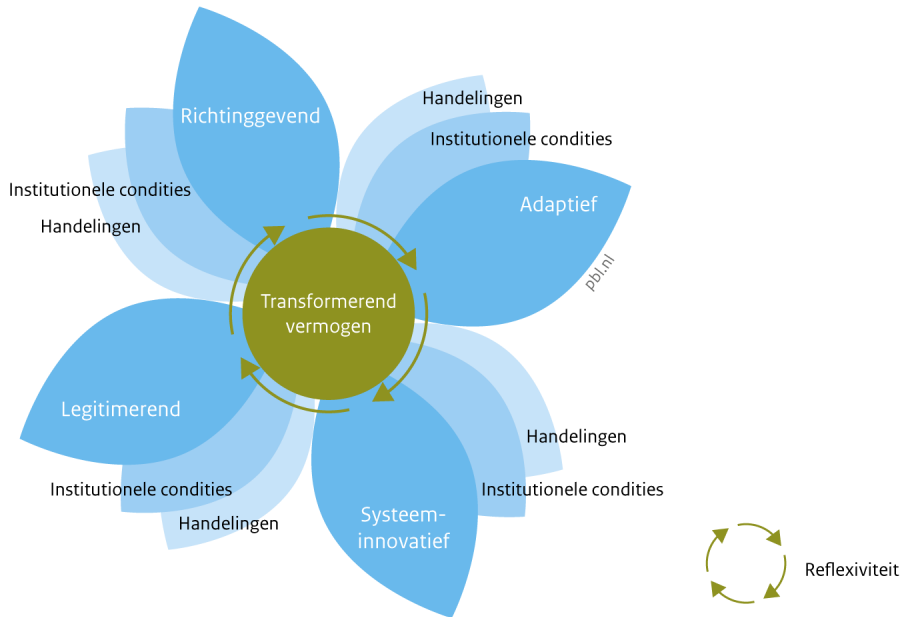 Richtinggevend
Institutionele condities
Handelingen
Handelingen
Institutionele condities
Adaptief
pbl.nl
Transformerend
vermogen
Legitimerend
Institutionele condities
Handelingen
Handelingen
Institutionele condities
Systeem-
innovatief
Reflexiviteit